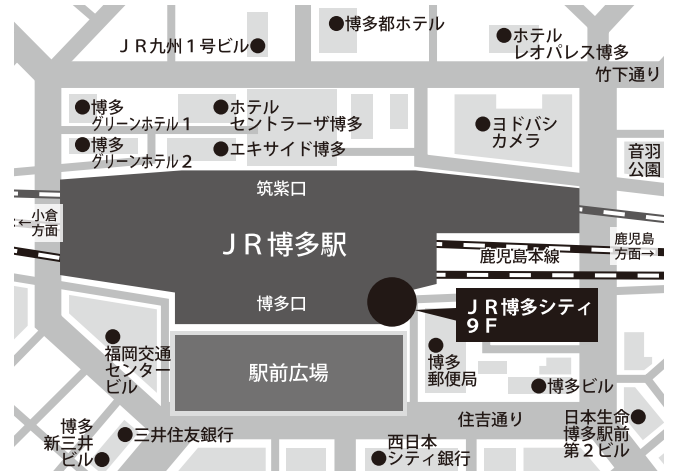 ●博多都ホテル
ＪＲ九州１号ビル●
●ホテル
レオパレス博多
竹下通り
●博多
グリーンホテル１
●ホテル
セントラーザ博多
●ヨドバシ
カメラ
●博多
グリーンホテル２
●エキサイド博多
音羽
公園
筑紫口
←小倉
方面
ＪＲ博多駅
鹿児島本線
鹿児島
方面→
博多口
ＪＲ博多シティ
９Ｆ
●
福岡交通
センター
ビル
駅前広場
●
博多
郵便局
●博多ビル
住吉通り
日本生命●
博多駅前
第２ビル
博多
新三井
ビル●
●三井住友銀行
西日本
●シティ銀行